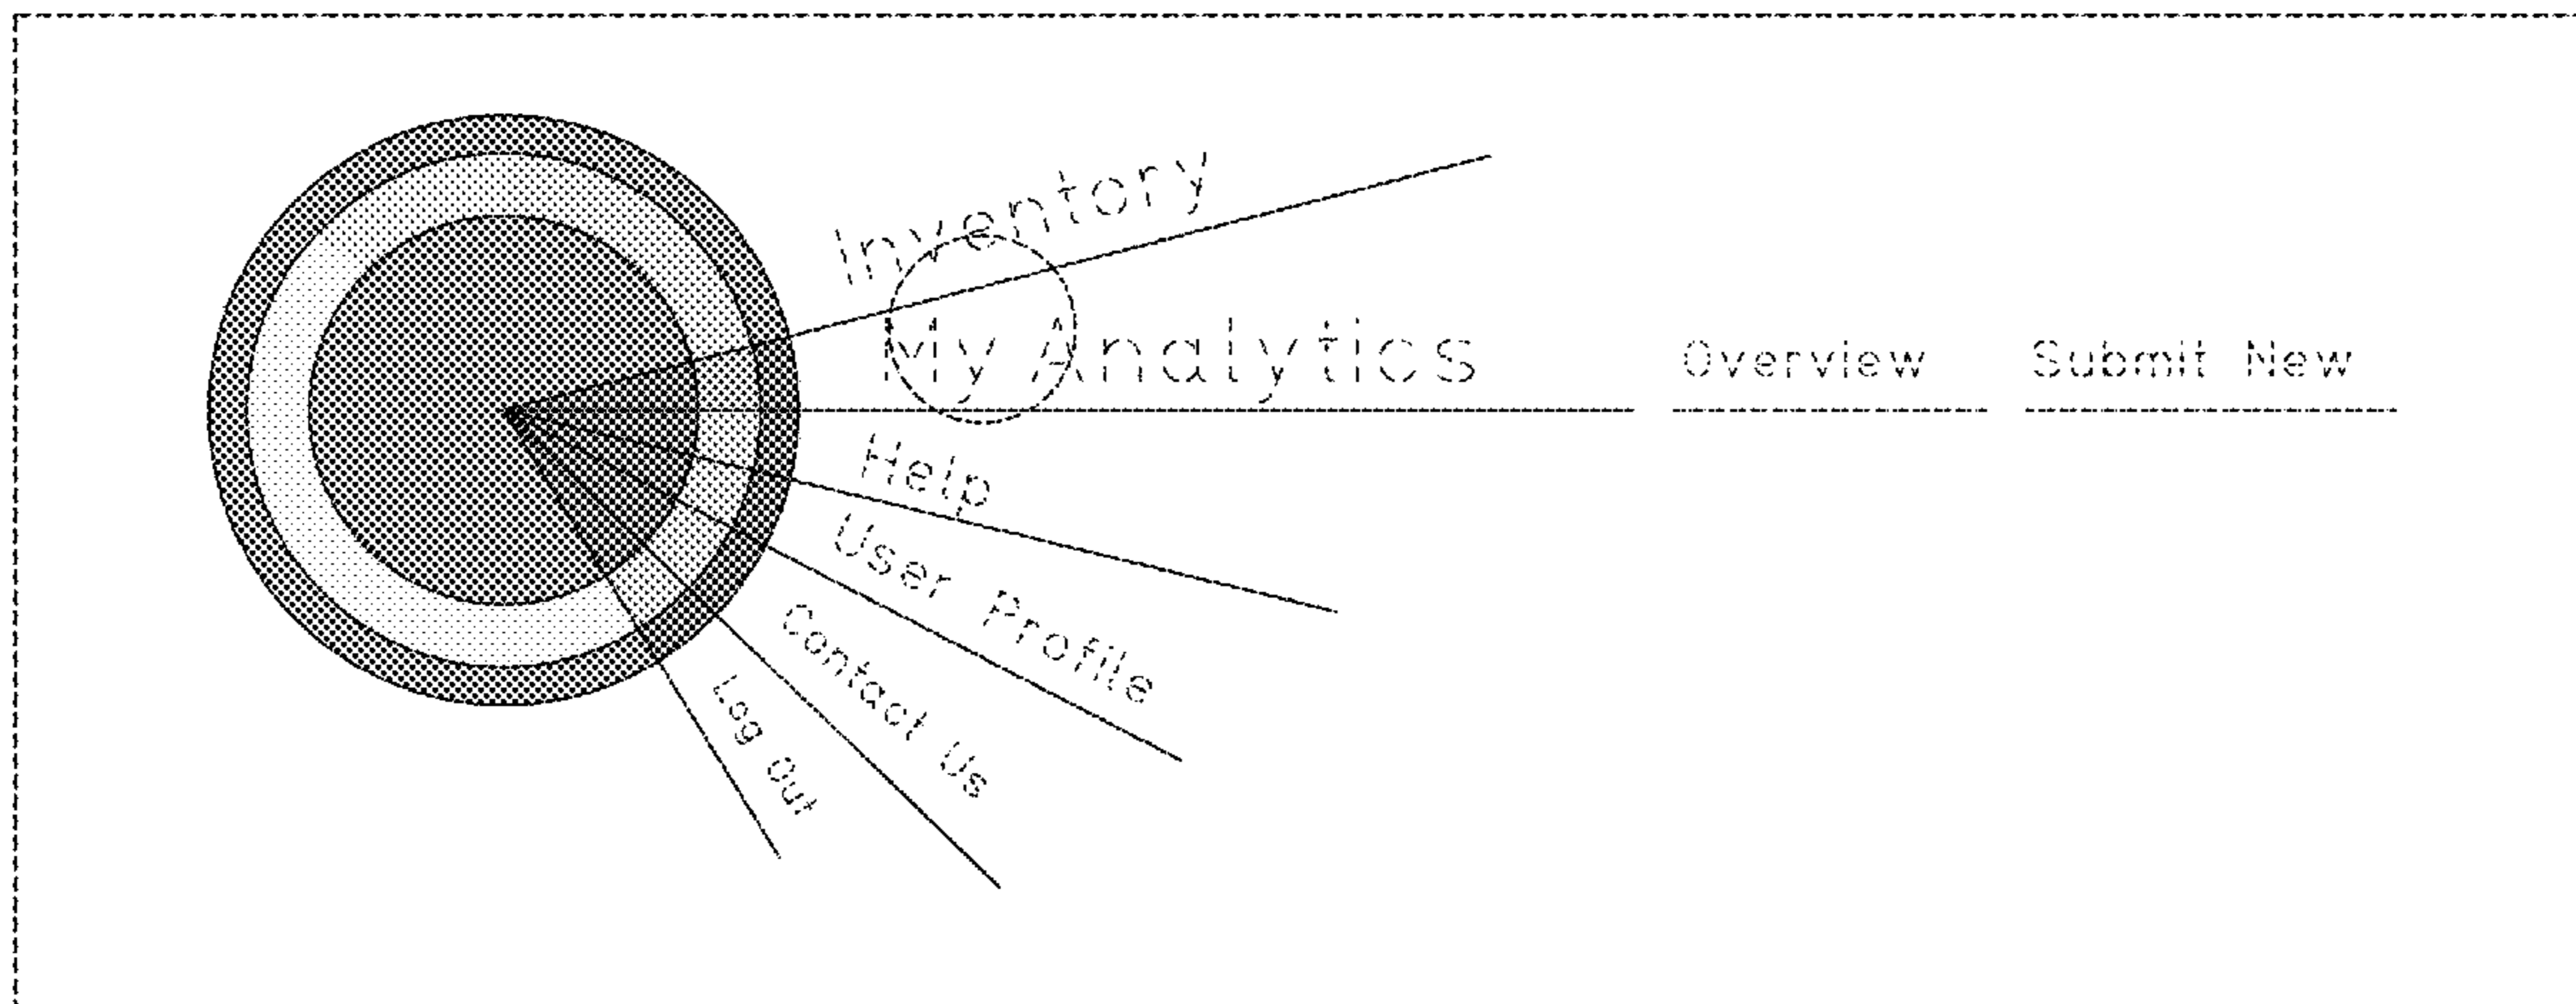 Inventory
My Analytics Overview Submit New
Help
User Profile
Contact Us
Log Out